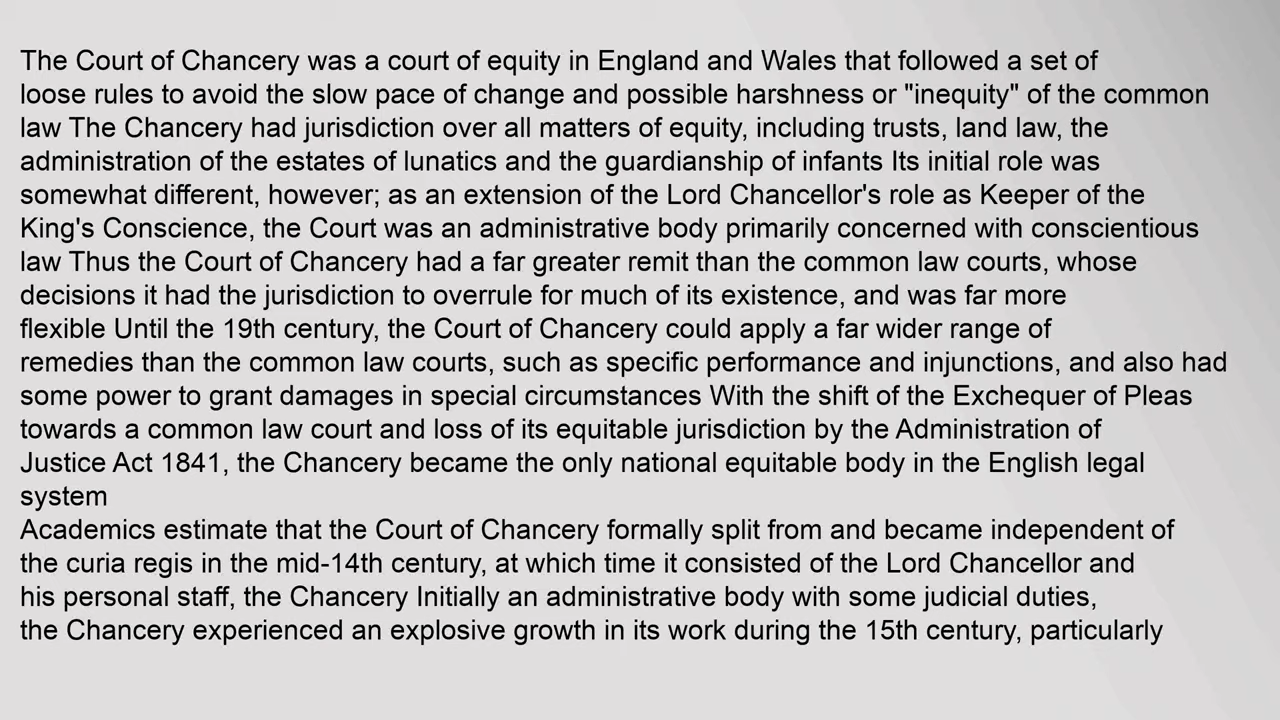 The Court of Chancery was a court of equity in England and Wales that followed a set of
loose rules to avoid the slow pace of change and possible harshness or "inequity" of the common
law The Chancery had jurisdiction over all matters of equity, including trusts, land law, the
administration of the estates of lunatics and the guardianship of infants Its initial role was
somewhat different, however; as an extension of the Lord Chancellor's role as Keeper of the
King's Conscience, the Court was an administrative body primarily concerned with conscientious
law Thus the Court of Chancery had a far greater remit than the common law courts, whose
decisions it had the jurisdiction to overrule for much of its existence, and was far more
flexible Until the 19th century, the Court of Chancery could apply a far wider range of
remedies than the common law courts, such as specific performance and injunctions, and also had
some power to grant damages in special circumstances With the shift of the Exchequer of Pleas
towards a common law court and loss of its equitable jurisdiction by the Administration of
Justice Act 1841, the Chancery became the only national equitable body in the English legal
system
Academics estimate that the Court of Chancery formally split from and became independent of
the curia regis in the mid-14th century, at which time it consisted of the Lord Chancellor and
his personal staff, the Chancery Initially an administrative body with some judicial duties,
the Chancery experienced an explosive growth in its work during the 15th century, particularly